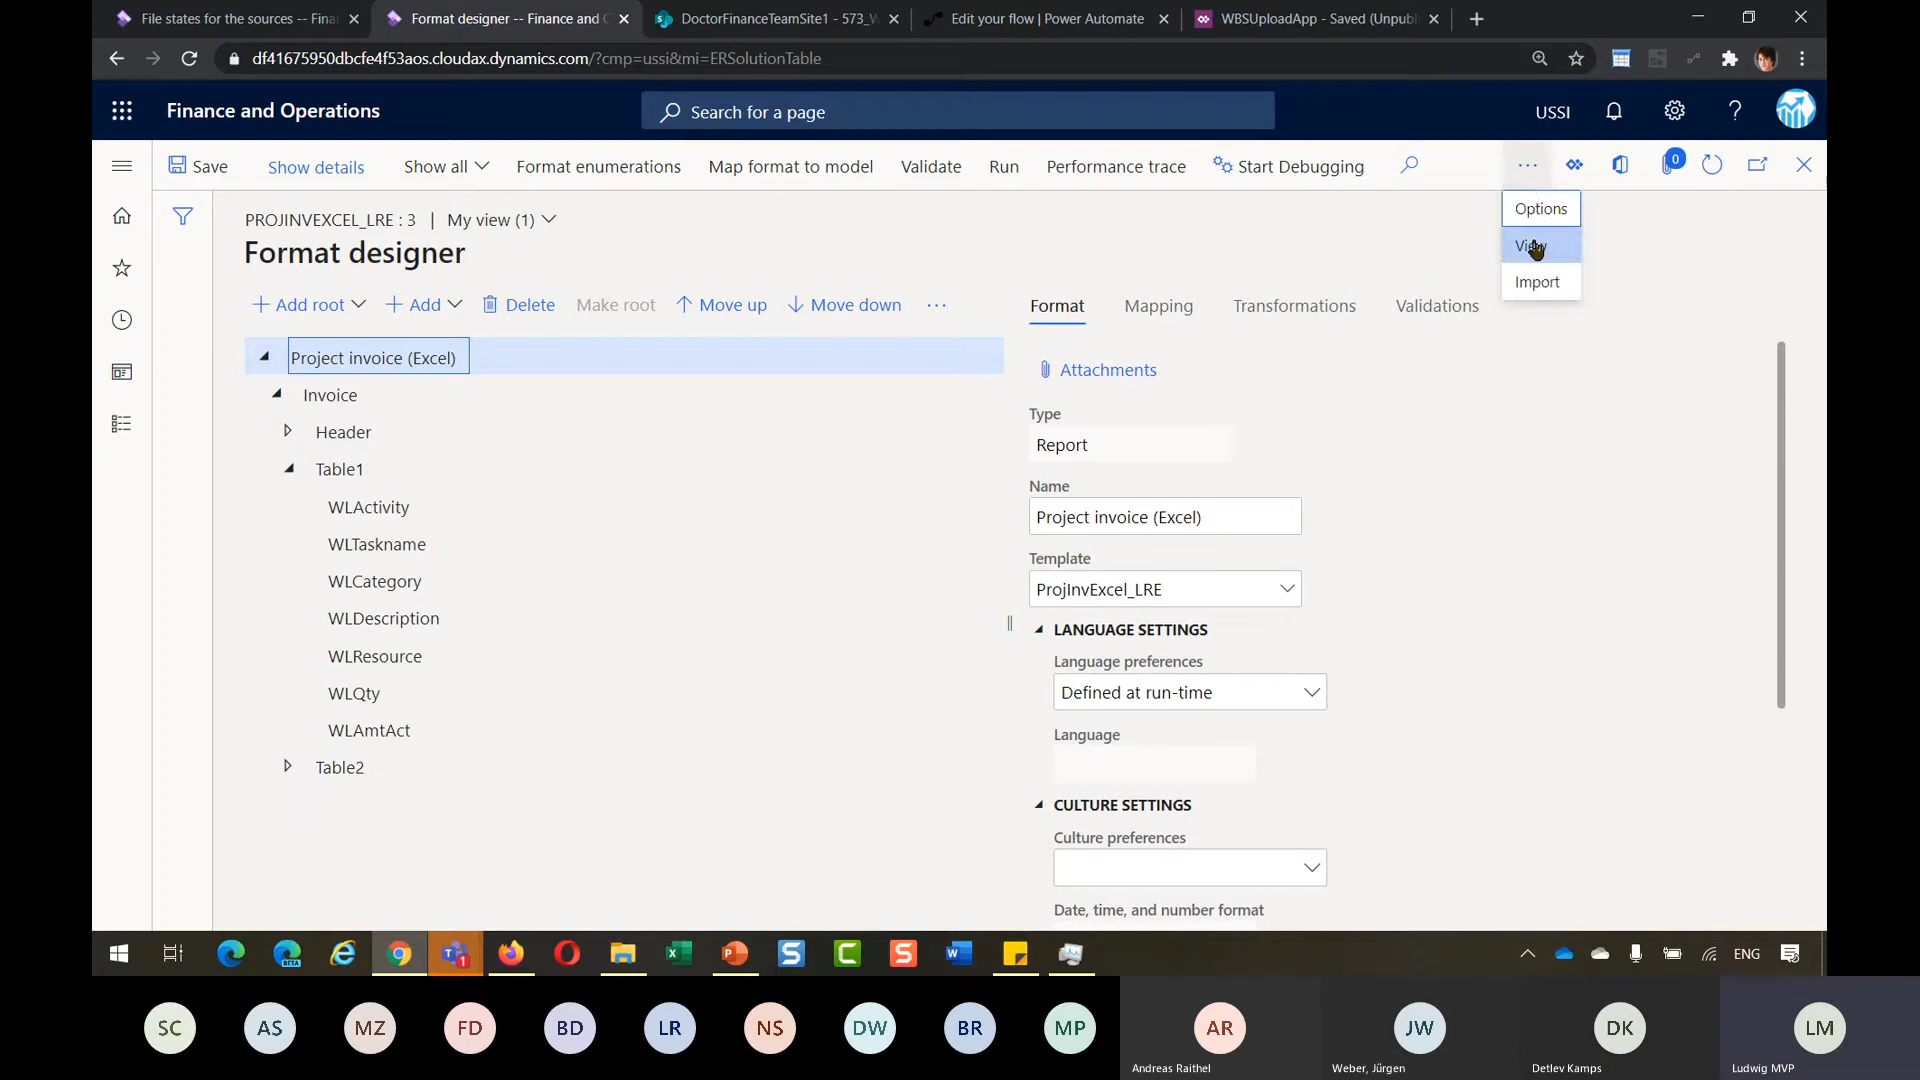 File states for the sources -- Fina
Format designer -- Finance and O
DoctorFinanceTeamSite1 - 573_W
Edit your flow | Power Automate
WBSUploadApp - Saved (Unpubl
df41675950dbcfe4f53aos.cloudax.dynamics.com/?cmp=ussi&mi=ERSolutionTable
Finance and Operations
Search for a page
USSI
Save
Show details
Show all
Format enumerations
Map format to model
Validate
Run
Performance trace
Start Debugging
0
Options
View
Import
PROJINVEXCEL_LRE : 3 | My view (1)
Format designer
Add root
Add
Delete
Make root
Move up
Move down
Format
Mapping
Transformations
Validations
Project invoice (Excel)
Invoice
Header
Table1
WLActivity
WLTaskname
WLCategory
WLDescription
WLResource
WLQty
WLAmtAct
Table2
Attachments
Type
Report
Name
Project invoice (Excel)
Template
ProjInvExcel_LRE
LANGUAGE SETTINGS
Language preferences
Defined at run-time
Language
CULTURE SETTINGS
Culture preferences
Date, time, and number format
BETA
1
ENG
SC
AS
MZ
FD
BD
LR
NS
DW
BR
MP
AR
JW
DK
LM
Andreas Raithel
Weber, Jürgen
Detlev Kamps
Ludwig MVP